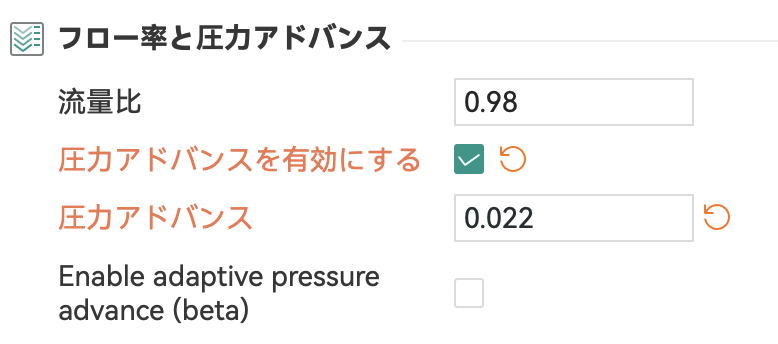 フロー率と圧力アドバンス
流量比
0.98
圧力アドバンスを有効にする
圧力アドバンス
0.022
Enable adaptive pressure
advance (beta)